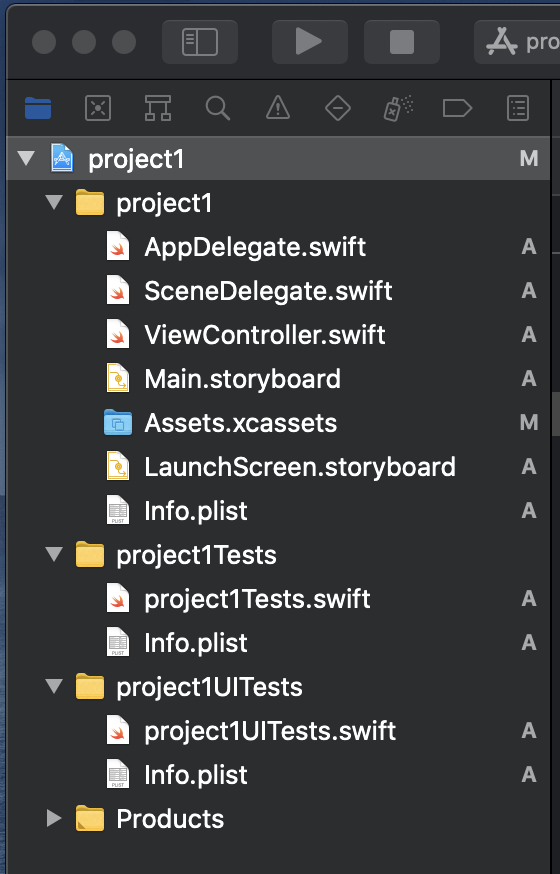 pro
project1 M
project1
AppDelegate.swift A
SceneDelegate.swift A
ViewController.swift A
Main.storyboard A
Assets.xcassets M
LaunchScreen.storyboard A
Info.plist A
project1Tests
project1Tests.swift A
Info.plist A
project1UITests
project1UITests.swift A
Info.plist A
Products